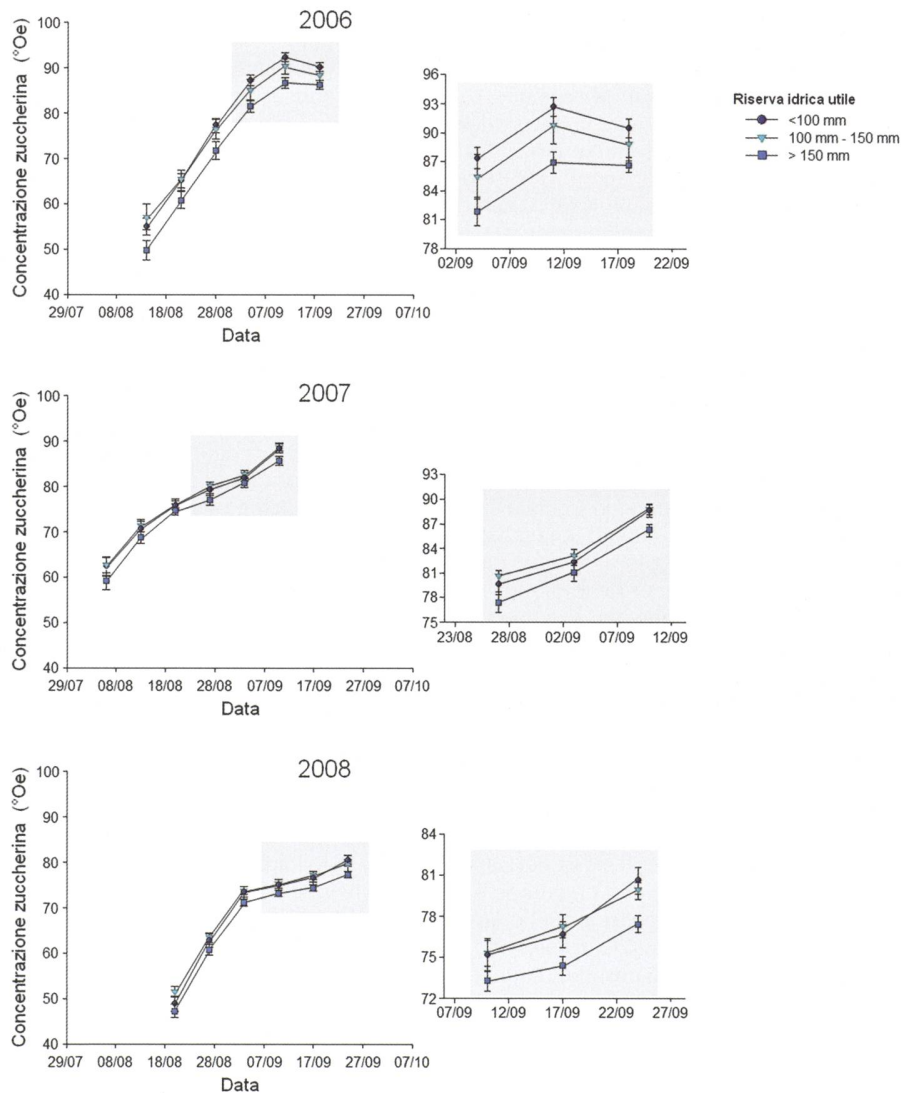 2006
Concentrazione zuccherina (°Oe)
100
90
80
70
60
50
40
29/07 08/08 18/08 28/08 07/09 17/09 27/09 07/10
Data
96
93
90
87
84
81
78
02/09 07/09 12/09 17/09 22/09
Riserva idrica utile
<100 mm
100 mm - 150 mm
> 150 mm
2007
Concentrazione zuccherina (°Oe)
100
90
80
70
60
50
40
29/07 08/08 18/08 28/08 07/09 17/09 27/09 07/10
Data
93
90
87
84
81
78
75
23/08 28/08 02/09 07/09 12/09
2008
Concentrazione zuccherina (°Oe)
100
90
80
70
60
50
40
29/07 08/08 18/08 28/08 07/09 17/09 27/09 07/10
Data
84
81
78
75
72
07/09 12/09 17/09 22/09 27/09